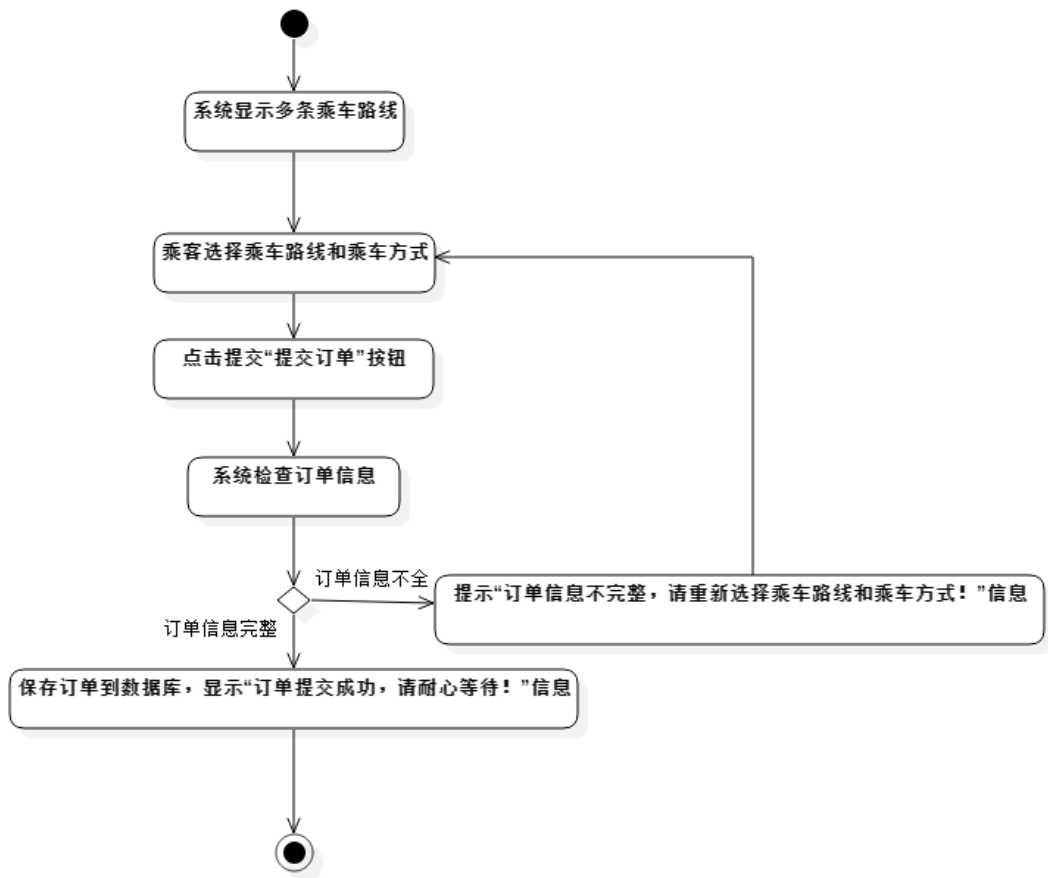 系统显示多条乘车路线
乘客选择乘车路线和乘车方式
点击提交“提交订单”按钮
系统检查订单信息
订单信息不全
提示“订单信息不完整，请重新选择乘车路线和乘车方式！”信息
订单信息完整
保存订单到数据库，显示“订单提交成功，请耐心等待！”信息